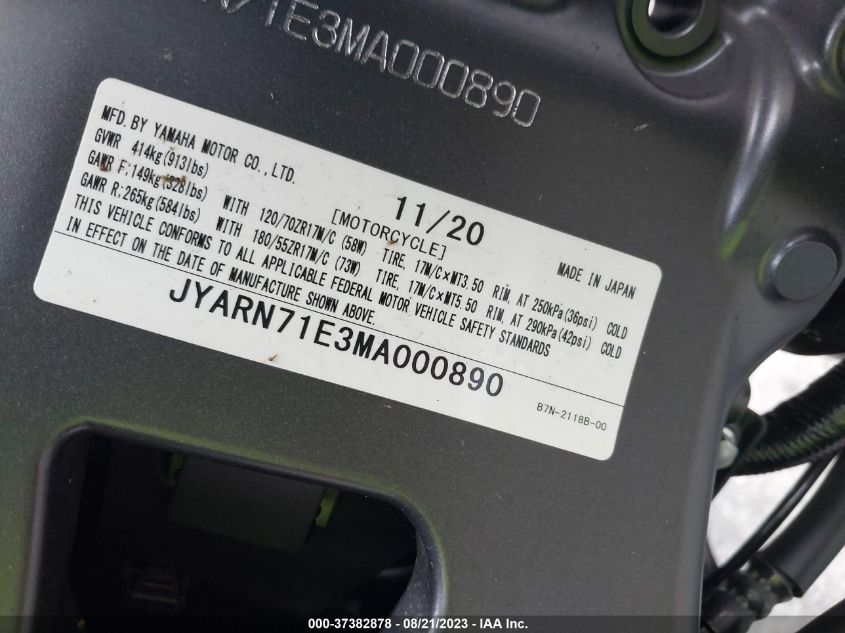 N71E3MA000890
MFD. BY YAMAHA MOTOR CO., LTD.
11/20
MADE IN JAPAN
GVWR 414kg(913lbs)
[MOTORCYCLE]
GAWR F:149kg(328lbs) WITH 120/70ZR17M/C (58W) TIRE, 17M/C×MT3.50 RIM, AT 250kPa(36psi) COLD
GAWR R:265kg(584lbs) WITH 180/55ZR17M/C (73W) TIRE, 17M/C×MT5.50 RIM, AT 290kPa(42psi) COLD
THIS VEHICLE CONFORMS TO ALL APPLICABLE FEDERAL MOTOR VEHICLE SAFETY STANDARDS
IN EFFECT ON THE DATE OF MANUFACTURE SHOWN ABOVE.
JYARN71E3MA000890
B7N-2118B-00
000-37382878 - 08/21/2023 - IAA Inc.